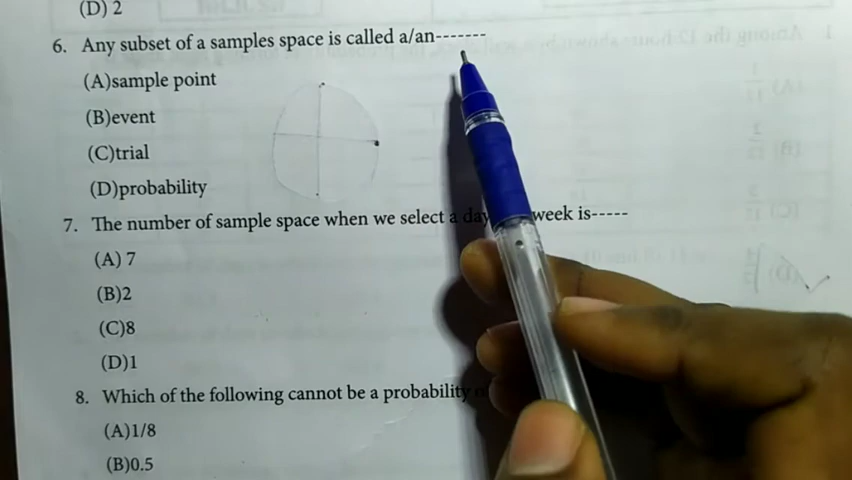 (D) 2
6. Any subset of a samples space is called a/an-------
(A)sample point
(B)event
(C)trial
(D)probability
7. The number of sample space when we select a day week is-----
(A) 7
(B)2
(C)8
(D)1
8. Which of the following cannot be a probability
(A)1/8
(B)0.5